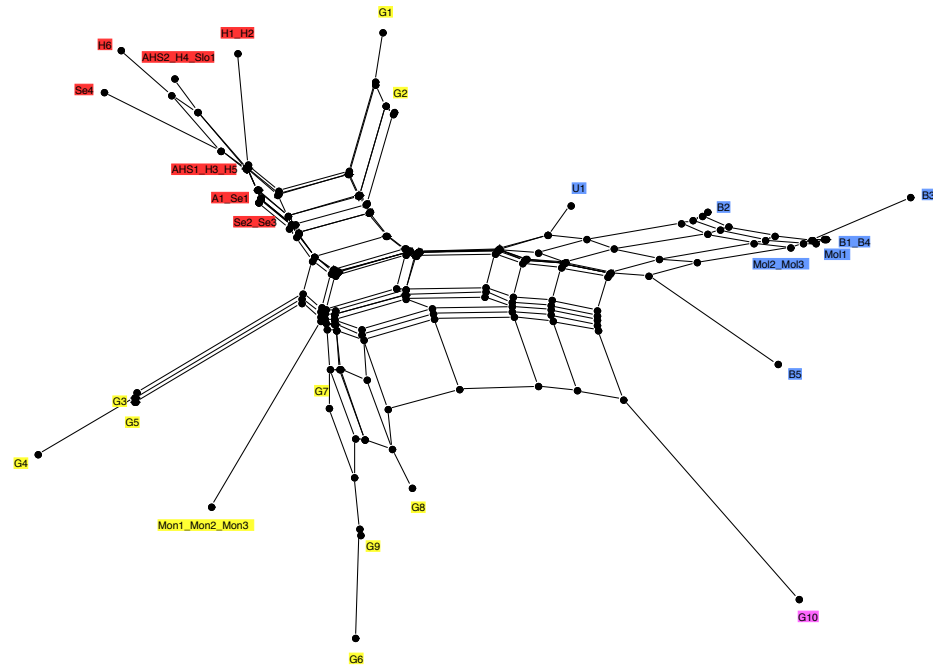 G1
H1_H2
H6
AHS2_H4_Slo1
Se4
G2
AHS1_H3_H5
A1_Se1
Se2_Se3
U1
B2
B3
B1_B4
Mol1
Mol2_Mol3
B5
G3
G5
G4
G7
G8
Mon1_Mon2_Mon3
G9
G10
G6